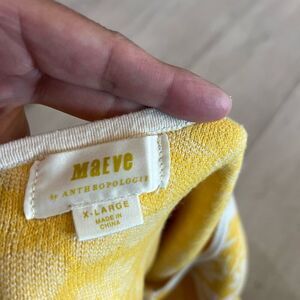 MaEVe
by ANTHROPOLOGIE
X-LARGE
MADE IN
CHINA